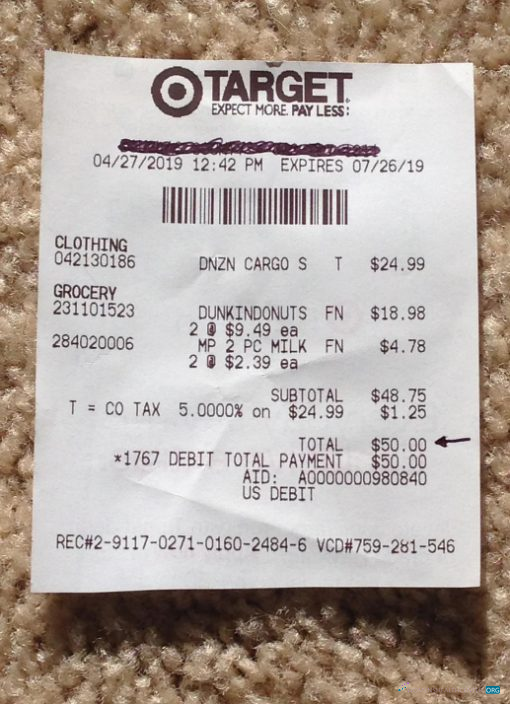 TARGET
EXPECT MORE. PAY LESS.
04/27/2019 12:42 PM EXPIRES 07/26/19
CLOTHING
042130186 DNZN CARGO S T $24.99
GROCERY
231101523 DUNKINDONUTS FN $18.98
2 @ $9.49 ea
284020006 MP 2 PC MILK FN $4.78
2 @ $2.39 ea
SUBTOTAL $48.75
T = CO TAX 5.0000% on $24.99 $1.25
TOTAL $50.00
*1767 DEBIT TOTAL PAYMENT $50.00
AID: A0000000980840
US DEBIT
REC#2-9117-0271-0160-2484-6 VCD#759-281-546
ORG